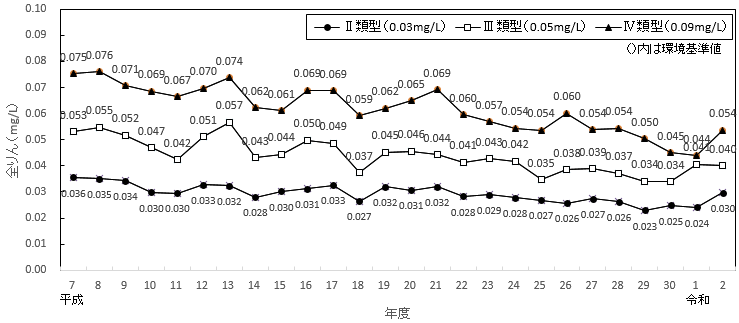 0.10
0.09
0.08
0.07
0.06
0.05
0.04
0.03
0.02
0.01
0.00
全りん(mg/L)
Ⅱ類型(0.03mg/L) Ⅲ類型(0.05mg/L) Ⅳ類型(0.09mg/L)
()内は環境基準値
0.075 0.076 0.071 0.069 0.067 0.070 0.074 0.062 0.061 0.069 0.069 0.059 0.062 0.065 0.069 0.060 0.057 0.054 0.054 0.060 0.054 0.054 0.050 0.045 0.044 0.054
0.053 0.055 0.052 0.047 0.042 0.051 0.057 0.043 0.044 0.050 0.049 0.037 0.045 0.046 0.044 0.041 0.043 0.042 0.035 0.038 0.039 0.037 0.034 0.034 0.040
0.036 0.035 0.034 0.030 0.030 0.033 0.032 0.028 0.030 0.031 0.033 0.027 0.032 0.031 0.032 0.028 0.029 0.028 0.027 0.026 0.027 0.026 0.023 0.025 0.024 0.030
7 8 9 10 11 12 13 14 15 16 17 18 19 20 21 22 23 24 25 26 27 28 29 30 1 2
平成 令和
年度